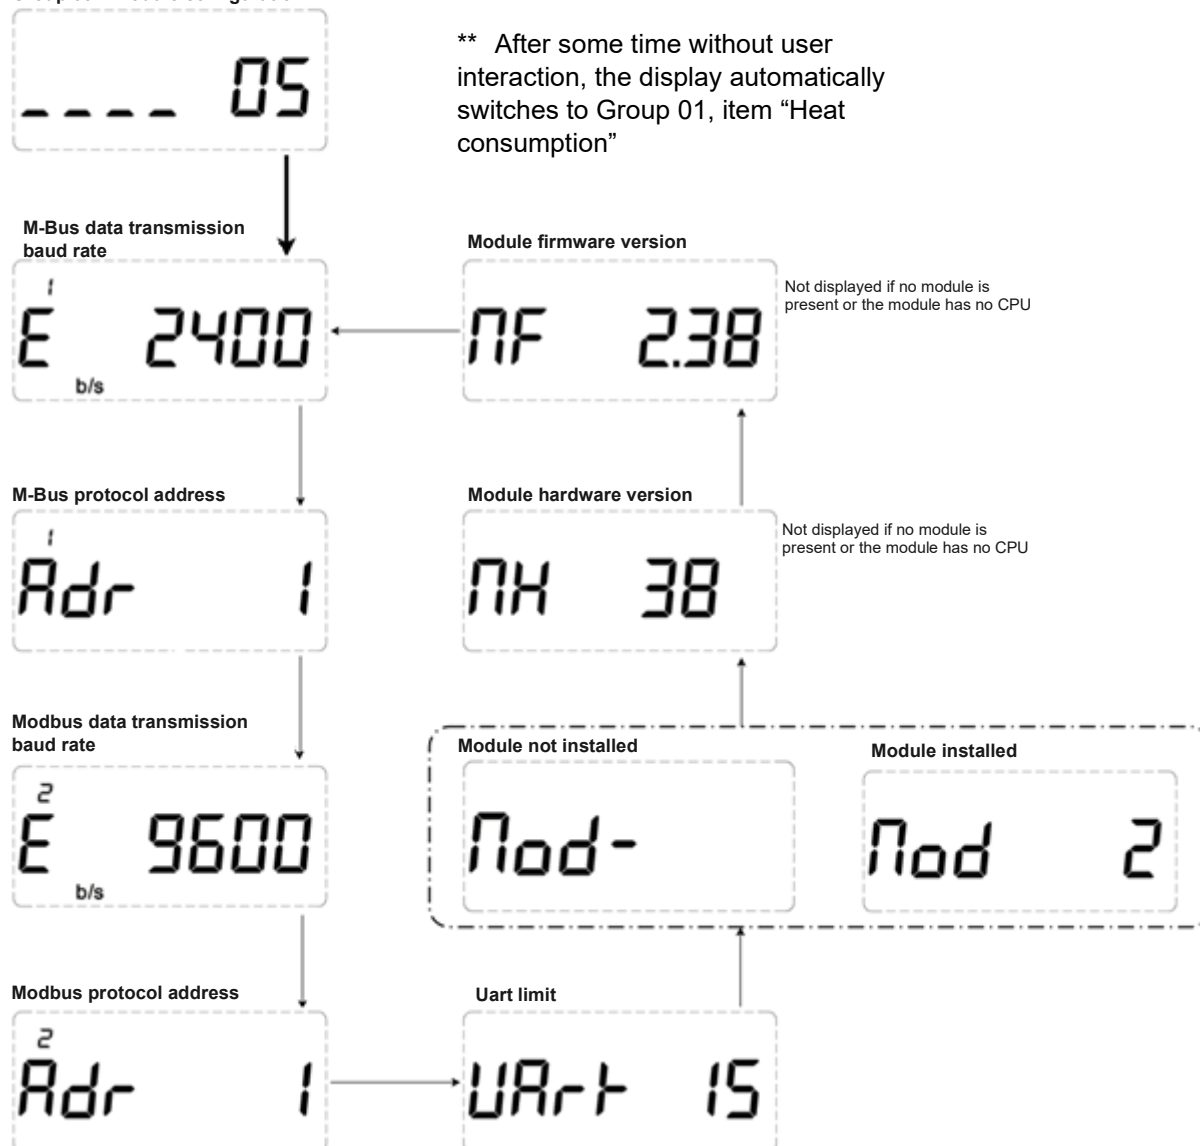 _ _ _ _ 05
** After some time without user
interaction, the display automatically
switches to Group 01, item “Heat
consumption”
M-Bus data transmission
baud rate
1
E 2400
b/s
Module firmware version
MF 2.38
Not displayed if no module is
present or the module has no CPU
M-Bus protocol address
1
Adr 1
Module hardware version
MH 38
Not displayed if no module is
present or the module has no CPU
Modbus data transmission
baud rate
2
E 9600
b/s
Module not installed
Mod-
Module installed
Mod 2
Modbus protocol address
2
Adr 1
Uart limit
UArt 15